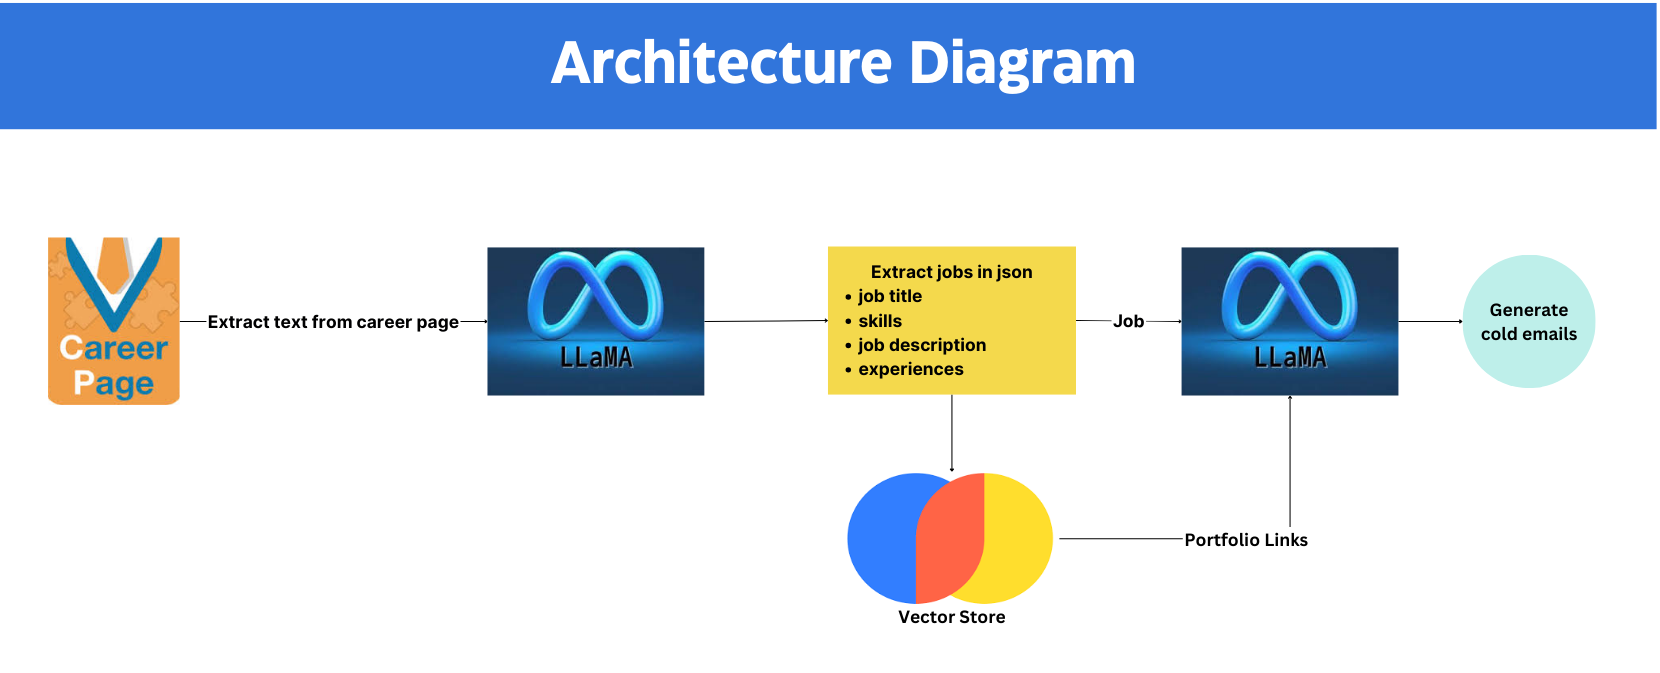 Architecture Diagram
Career
Page
Extract text from career page
LLaMA
Extract jobs in json
• job title
• skills
• job description
• experiences
Job
LLaMA
Generate
cold emails
Portfolio Links
Vector Store